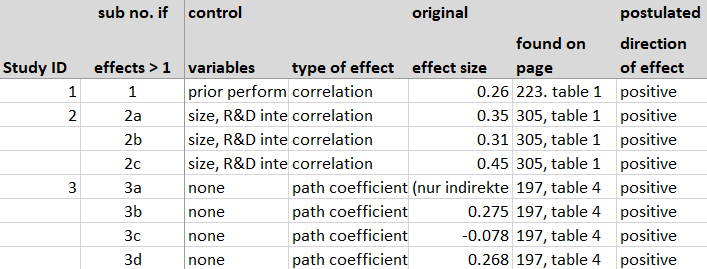 sub no. if control original postulated
found on direction
Study ID effects > 1 variables type of effect effect size page of effect
1 1 prior perform correlation 0.26 223. table 1 positive
2 2a size, R&D inte correlation 0.35 305, table 1 positive
2b size, R&D inte correlation 0.31 305, table 1 positive
2c size, R&D inte correlation 0.45 305, table 1 positive
3 3a none path coefficient (nur indirekte 197, table 4 positive
3b none path coefficient 0.275 197, table 4 positive
3c none path coefficient -0.078 197, table 4 positive
3d none path coefficient 0.268 197, table 4 positive